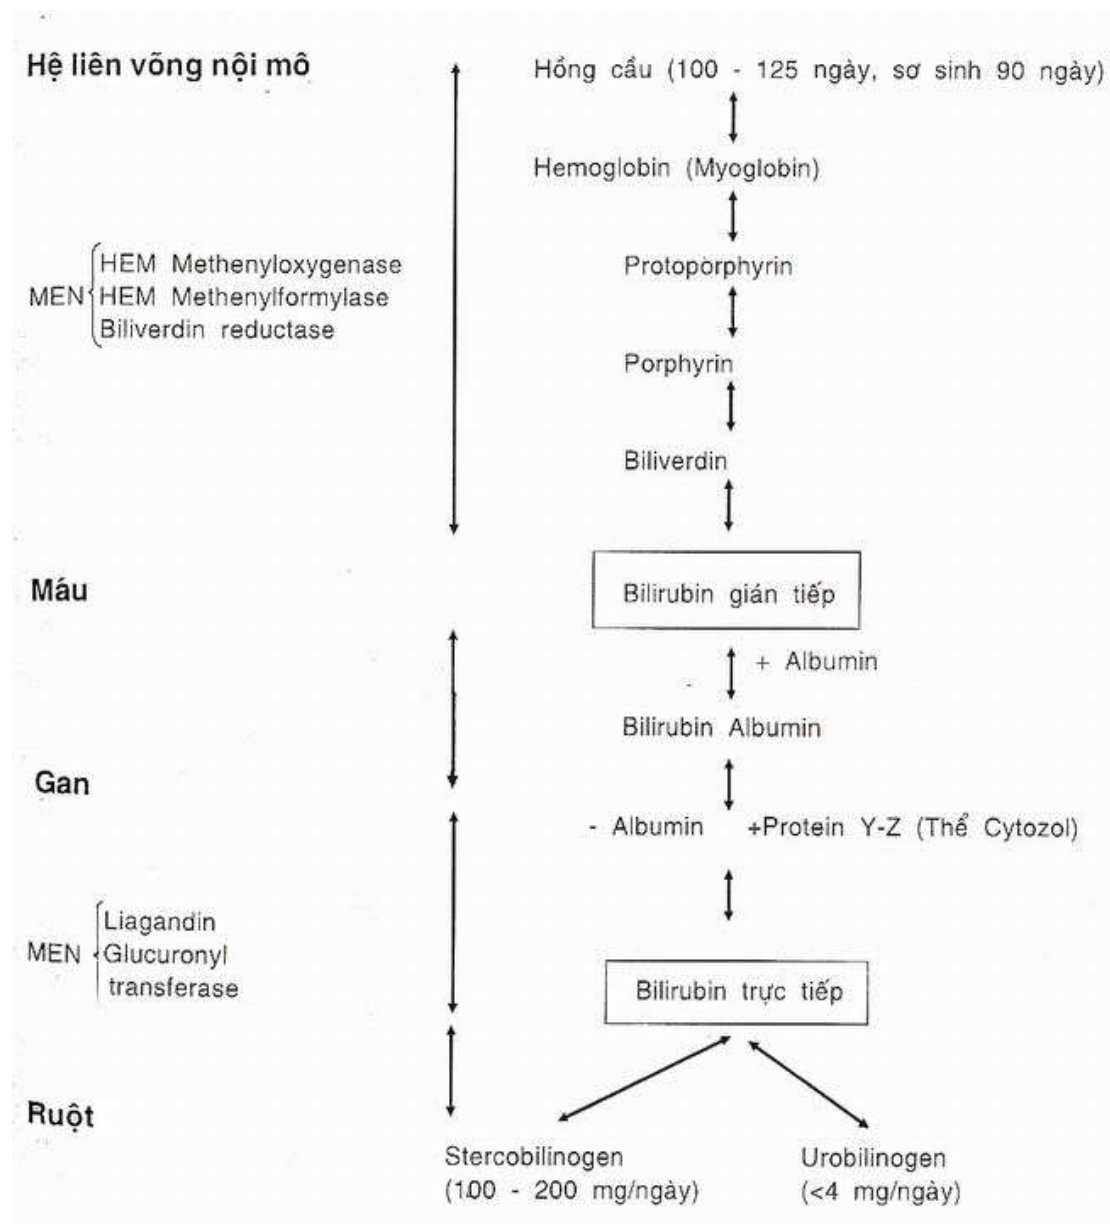 Hệ liên võng nội mô
Hồng cầu (100 - 125 ngày, sơ sinh 90 ngày)
Hemoglobin (Myoglobin)
HEM Methenyloxygenase
MEN HEM Methenylformylase
Biliverdin reductase
Protoporphyrin
Porphyrin
Biliverdin
Máu
Bilirubin gián tiếp
+ Albumin
Bilirubin Albumin
Gan
- Albumin +Protein Y-Z (Thể Cytozol)
Liagandin
MEN Glucuronyl
transferase
Bilirubin trực tiếp
Ruột
Stercobilinogen
(100 - 200 mg/ngày)
Urobilinogen
(<4 mg/ngày)